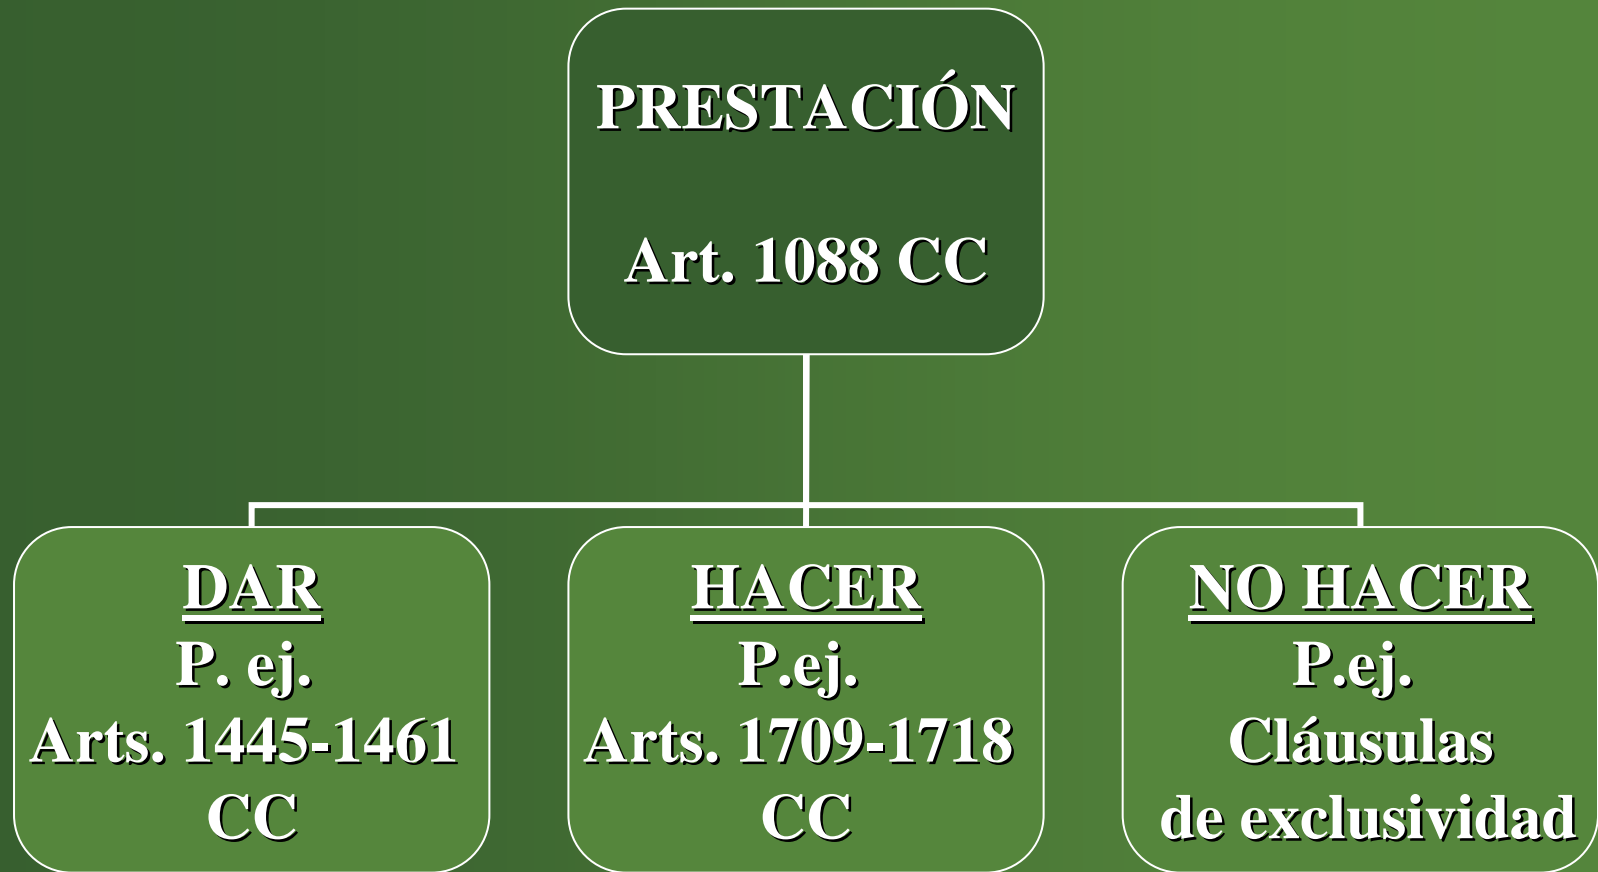 PRESTACIÓN
Art. 1088 CC
DAR
P. ej.
Arts. 1445-1461
CC
HACER
P.ej.
Arts. 1709-1718
CC
NO HACER
P.ej.
Cláusulas
de exclusividad